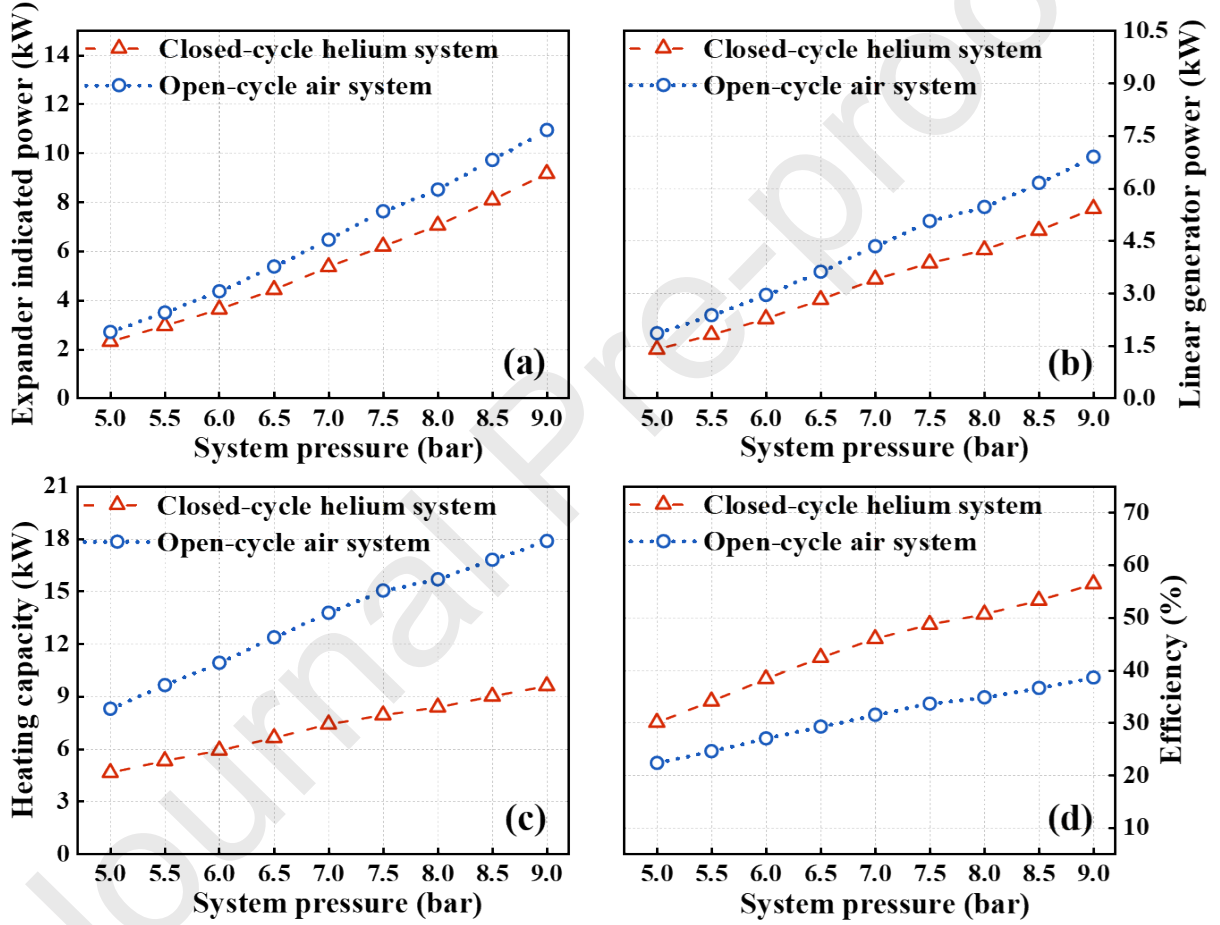 Expander indicated power (kW)
14
12
10
8
6
4
2
0
Closed-cycle helium system
Open-cycle air system
(a)
5.0 5.5 6.0 6.5 7.0 7.5 8.0 8.5 9.0
System pressure (bar)
Closed-cycle helium system
Open-cycle air system
(b)
10.5
9.0
7.5
6.0
4.5
3.0
1.5
0.0
Linear generator power (kW)
5.0 5.5 6.0 6.5 7.0 7.5 8.0 8.5 9.0
System pressure (bar)
Heating capacity (kW)
21
18
15
12
9
6
3
0
Closed-cycle helium system
Open-cycle air system
(c)
5.0 5.5 6.0 6.5 7.0 7.5 8.0 8.5 9.0
System pressure (bar)
Closed-cycle helium system
Open-cycle air system
(d)
70
60
50
40
30
20
10
Efficiency (%)
5.0 5.5 6.0 6.5 7.0 7.5 8.0 8.5 9.0
System pressure (bar)
Journal Pre-proo